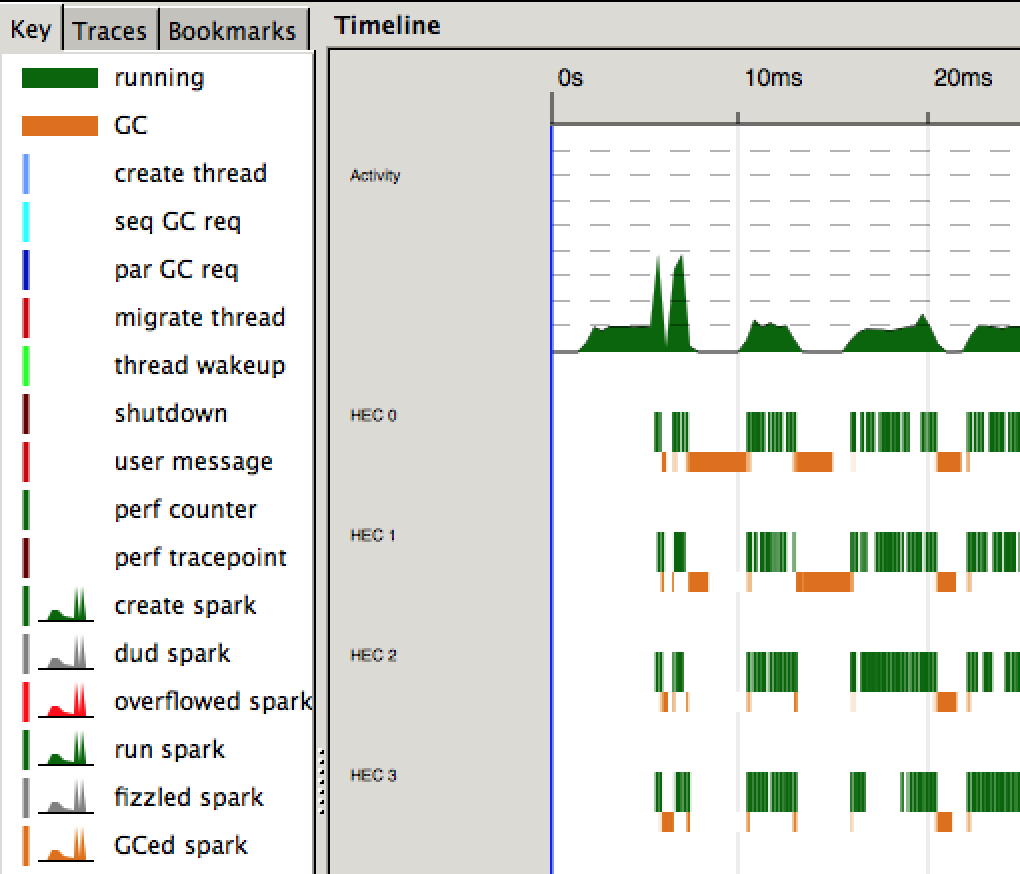 Key Traces Bookmarks
running
GC
create thread
seq GC req
par GC req
migrate thread
thread wakeup
shutdown
user message
perf counter
perf tracepoint
create spark
dud spark
overflowed spark
run spark
fizzled spark
GCed spark
Timeline
0s 10ms 20ms
Activity
HEC 0
HEC 1
HEC 2
HEC 3